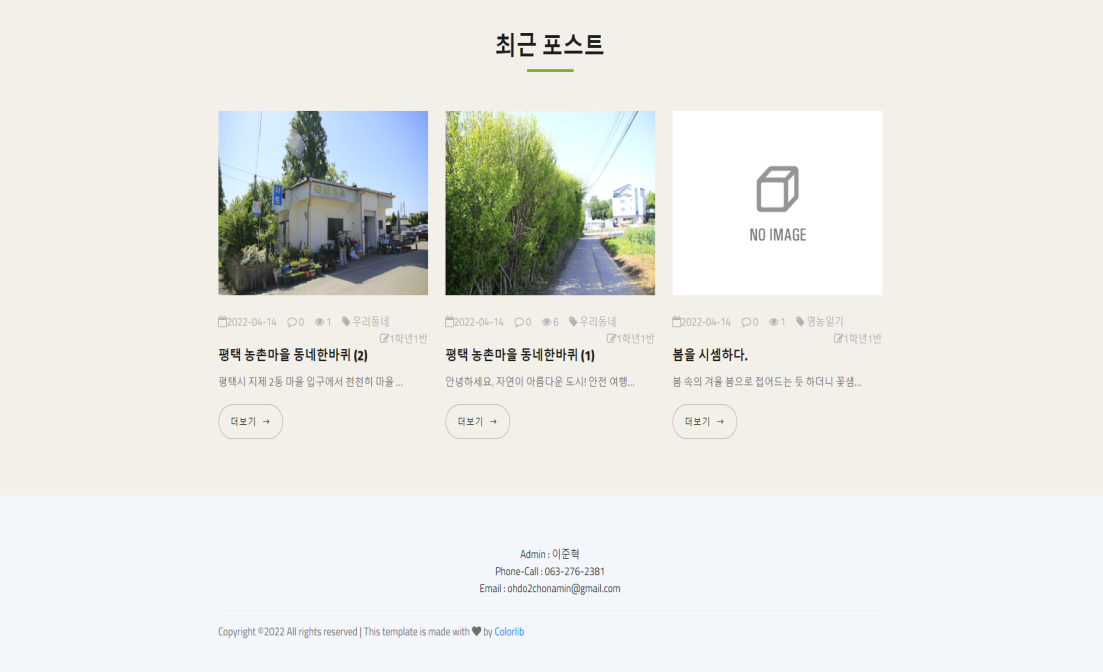 최근 포스트
마트
NO IMAGE
2022-04-14 0 1 우리동네
1학년1반
평택 농촌마을 동네한바퀴 (2)
평택시 지제 2동 마을 입구에서 천천히 마을 ...
더보기 →
2022-04-14 0 6 우리동네
1학년1반
평택 농촌마을 동네한바퀴 (1)
안녕하세요, 자연이 아름다운 도시! 안전 여행...
더보기 →
2022-04-14 0 1 영농일기
1학년1반
봄을 시셈하다.
봄 속의 겨울 봄으로 접어드는 듯 하더니 꽃샘...
더보기 →
Admin : 이준혁
Phone-Call : 063-276-2381
Email : ohdo2chonamin@gmail.com
Copyright ©2022 All rights reserved | This template is made with ♥ by Colorlib